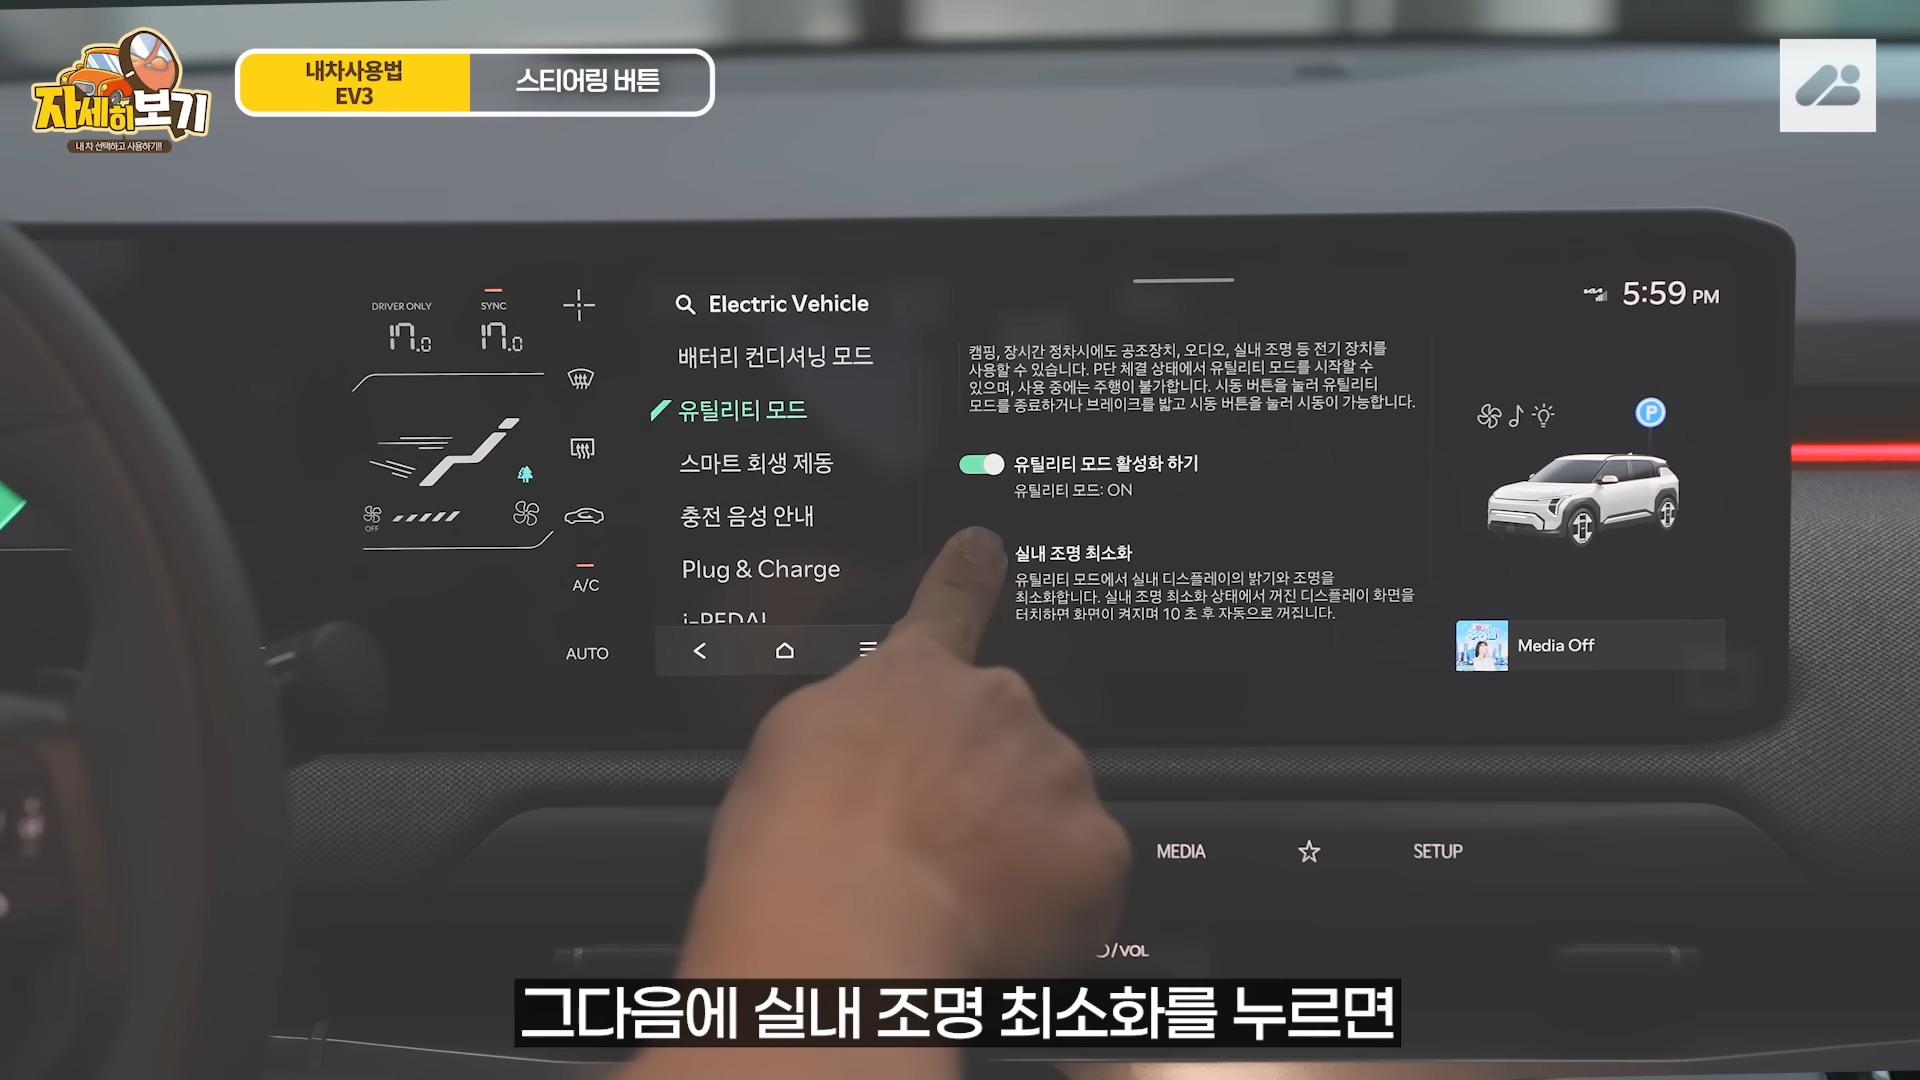 자세히보기
내 차 선택하고 사용하기!!
내차사용법
EV3
스티어링 버튼
DRIVER ONLY
17.0
SYNC
17.0
OFF
A/C
AUTO
Electric Vehicle
배터리 컨디셔닝 모드
유틸리티 모드
스마트 회생 제동
충전 음성 안내
Plug & Charge
i-PEDAL
캠핑, 장시간 정차시에도 공조장치, 오디오, 실내 조명 등 전기 장치를
사용할 수 있습니다. P단 체결 상태에서 유틸리티 모드를 시작할 수
있으며, 사용 중에는 주행이 불가합니다. 시동 버튼을 눌러 유틸리티
모드를 종료하거나 브레이크를 밟고 시동 버튼을 눌러 시동이 가능합니다.
유틸리티 모드 활성화 하기
유틸리티 모드: ON
실내 조명 최소화
유틸리티 모드에서 실내 디스플레이의 밝기와 조명을
최소화합니다. 실내 조명 최소화 상태에서 꺼진 디스플레이 화면을
터치하면 화면이 켜지며 10 초 후 자동으로 꺼집니다.
5:59 PM
P
Media Off
MEDIA
SETUP
/VOL
그다음에 실내 조명 최소화를 누르면